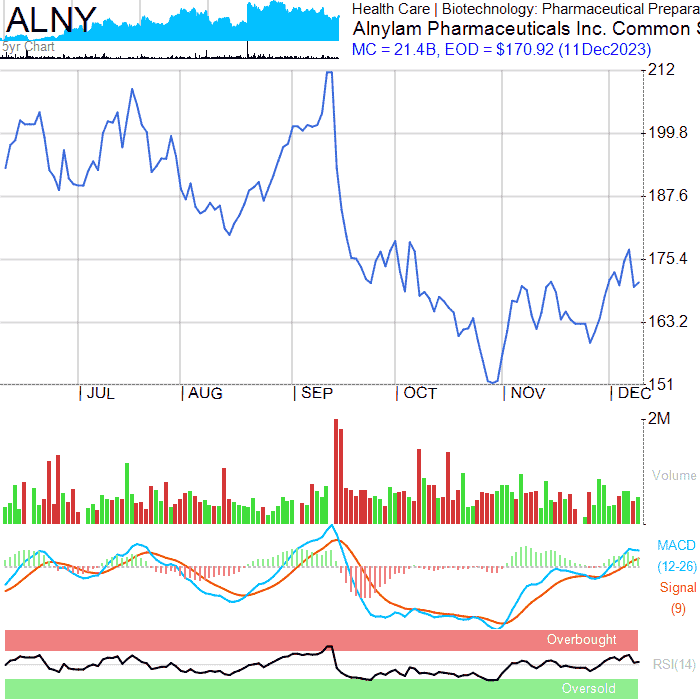 ALNY
5yr Chart
Health Care | Biotechnology: Pharmaceutical Prepara
Alnylam Pharmaceuticals Inc. Common S
MC = 21.4B, EOD = $170.92 (11Dec2023)
212
199.8
187.6
175.4
163.2
151
JUL AUG SEP OCT NOV DEC
2M
Volume
MACD
(12-26)
Signal
(9)
Overbought
RSI(14)
Oversold